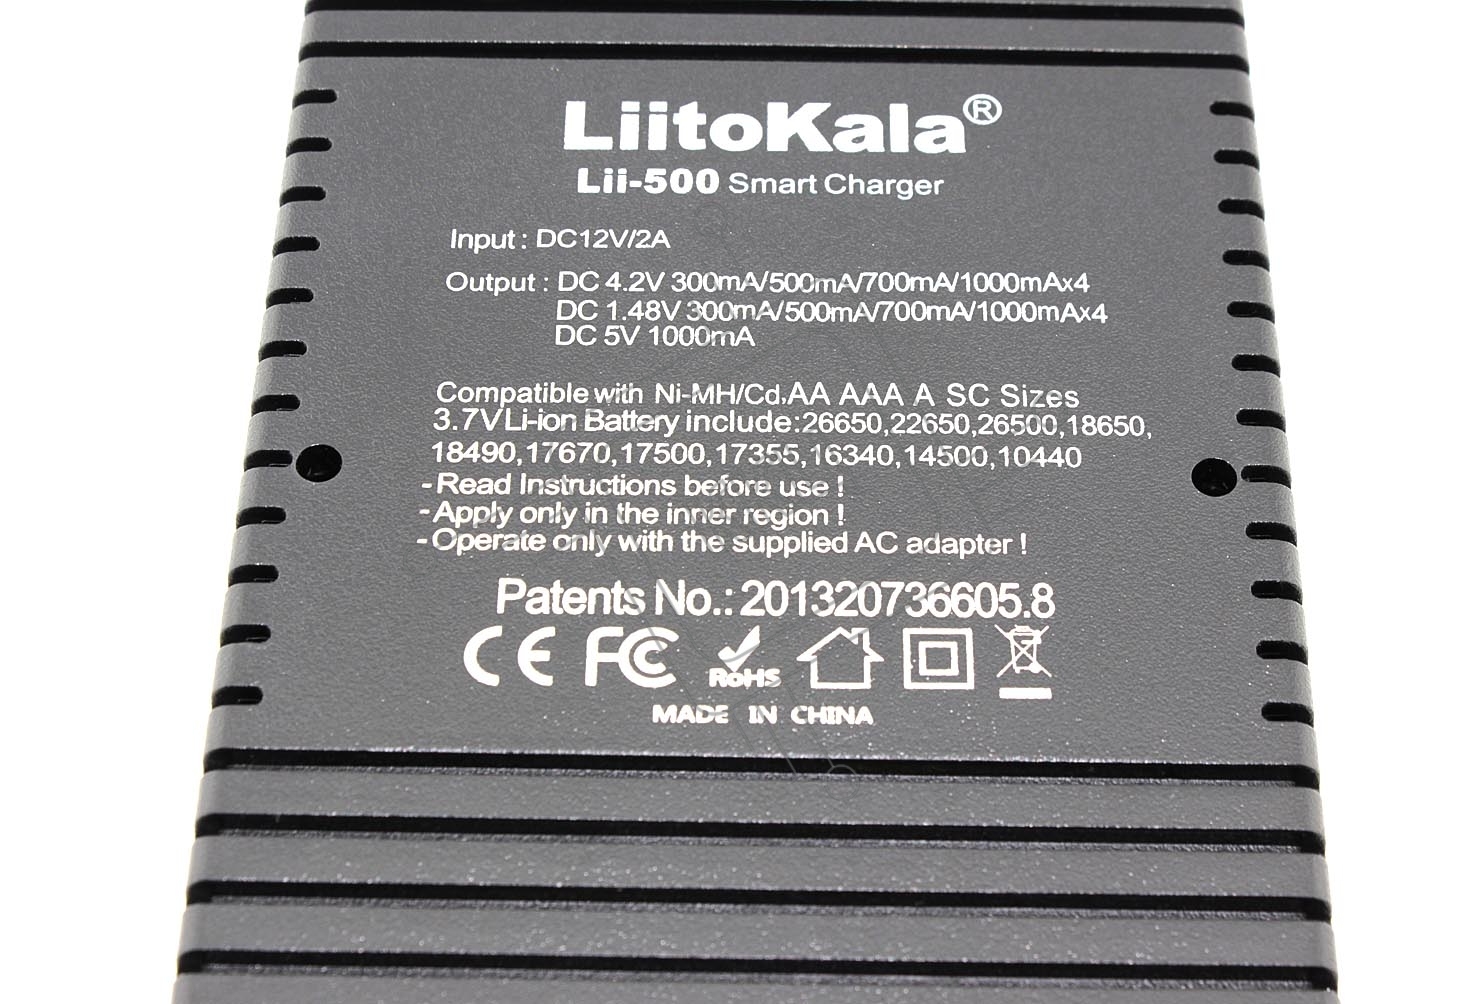 LiitoKala®
Lii-500 Smart Charger
Input : DC12V/2A
Output : DC 4.2V 300mA/500mA/700mA/1000mAx4
DC 1.48V 300mA/500mA/700mA/1000mAx4
DC 5V 1000mA
Compatible with Ni-MH/Cd,AA AAA A SC Sizes
3.7V Li-ion Battery include:26650,22650,26500,18650,
18490,17670,17500,17355,16340,14500,10440
-Read Instructions before use !
-Apply only in the inner region !
-Operate only with the supplied AC adapter !
Patents No.: 201320736605.8
CE FC RoHS
MADE IN CHINA